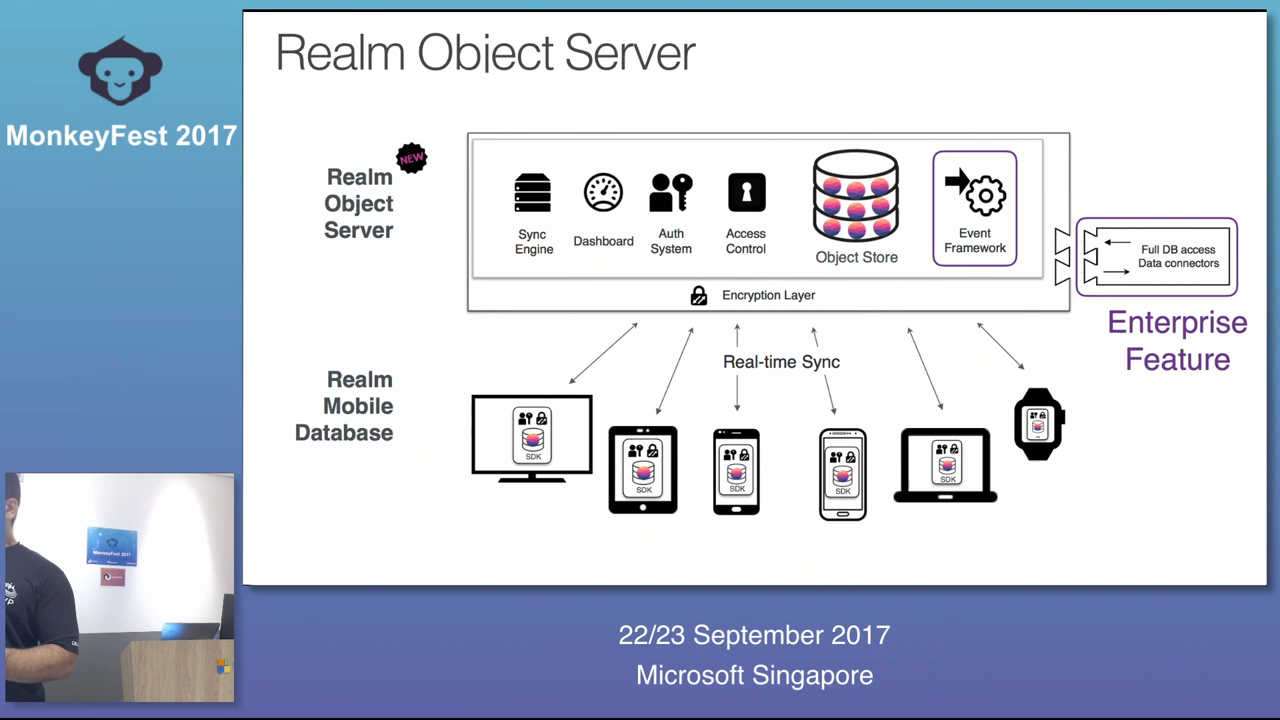 Realm Object Server
MonkeyFest 2017
NEW
Realm
Object
Server
Sync
Engine
Dashboard
Auth
System
Access
Control
Object Store
Event
Framework
Full DB access
Data connectors
Encryption Layer
Enterprise
Feature
Real-time Sync
Realm
Mobile
Database
SDK
SDK
SDK
SDK
SDK
MonkeyFest 2017
22/23 September 2017
Microsoft Singapore